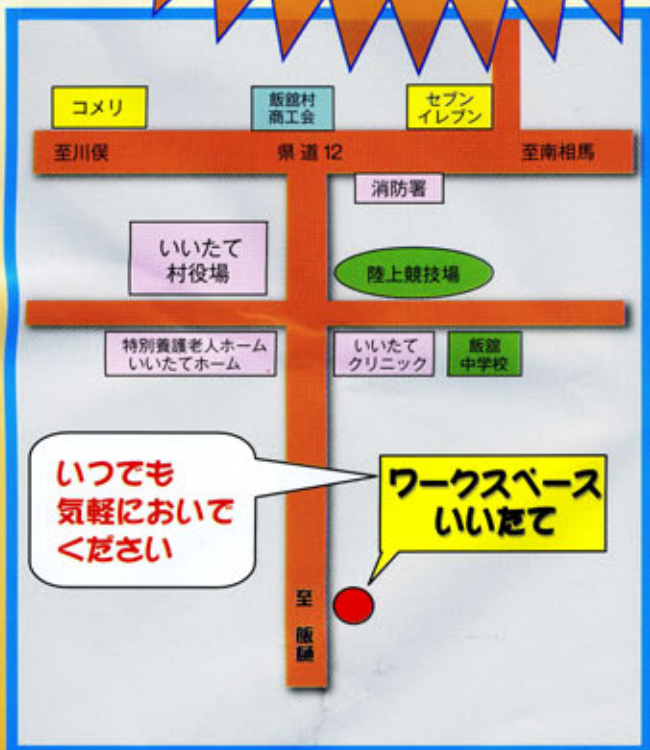 コメリ
飯舘村
商工会
セブン
イレブン
至川俣
県道12
至南相馬
消防署
いいたて
村役場
陸上競技場
特別養護老人ホーム
いいたてホーム
いいたて
クリニック
飯舘
中学校
いつでも
気軽においで
ください
ワークスペース
いいたて
至 飯樋